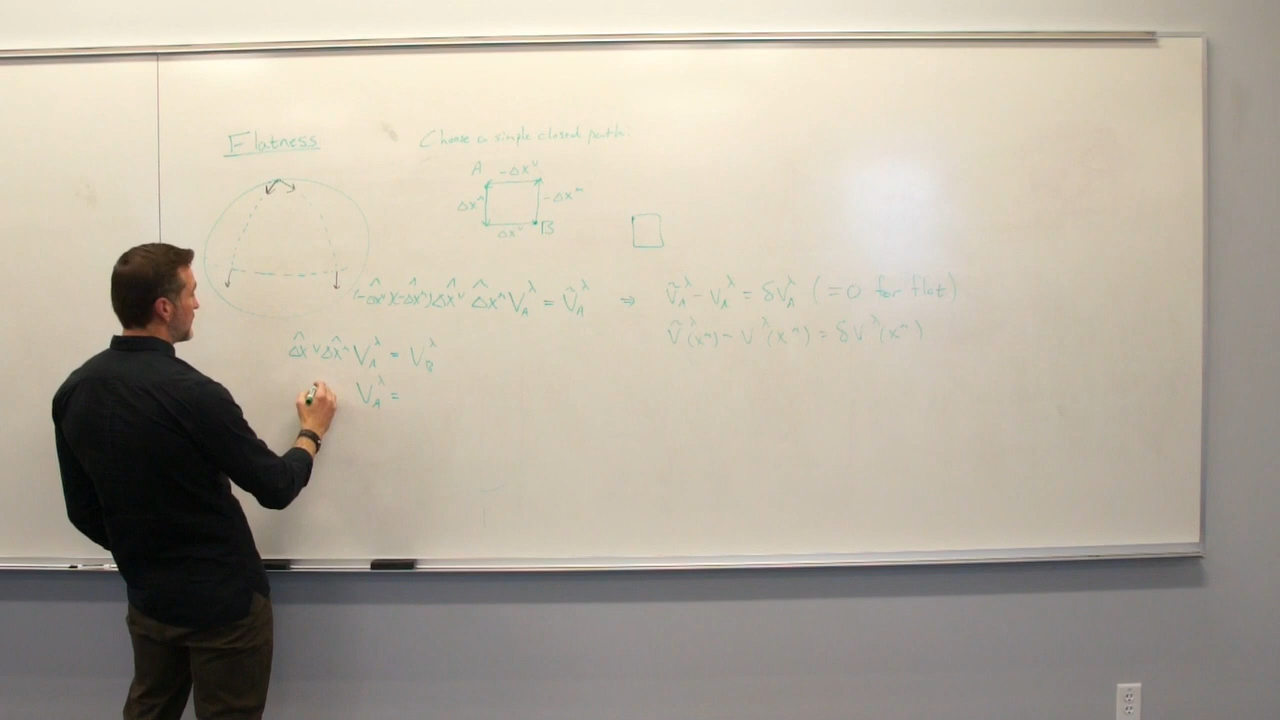 Flatness
Choose a simple closed path:
A -Δx^ν
Δx^μ -Δx^μ
Δx^ν B
(-Δx̂^ν)(-Δx̂^μ)Δx̂^ν Δx̂^μ V_A^λ = Ṽ_A^λ ⇒ Ṽ_A^λ - V_A^λ = δV_A^λ (=0 for flat)
Ṽ^λ(x^μ) - V^λ(x^μ) = δV^λ(x^μ)
Δx̂^ν Δx̂^μ V_A^λ = V_B^λ
V_A^λ =